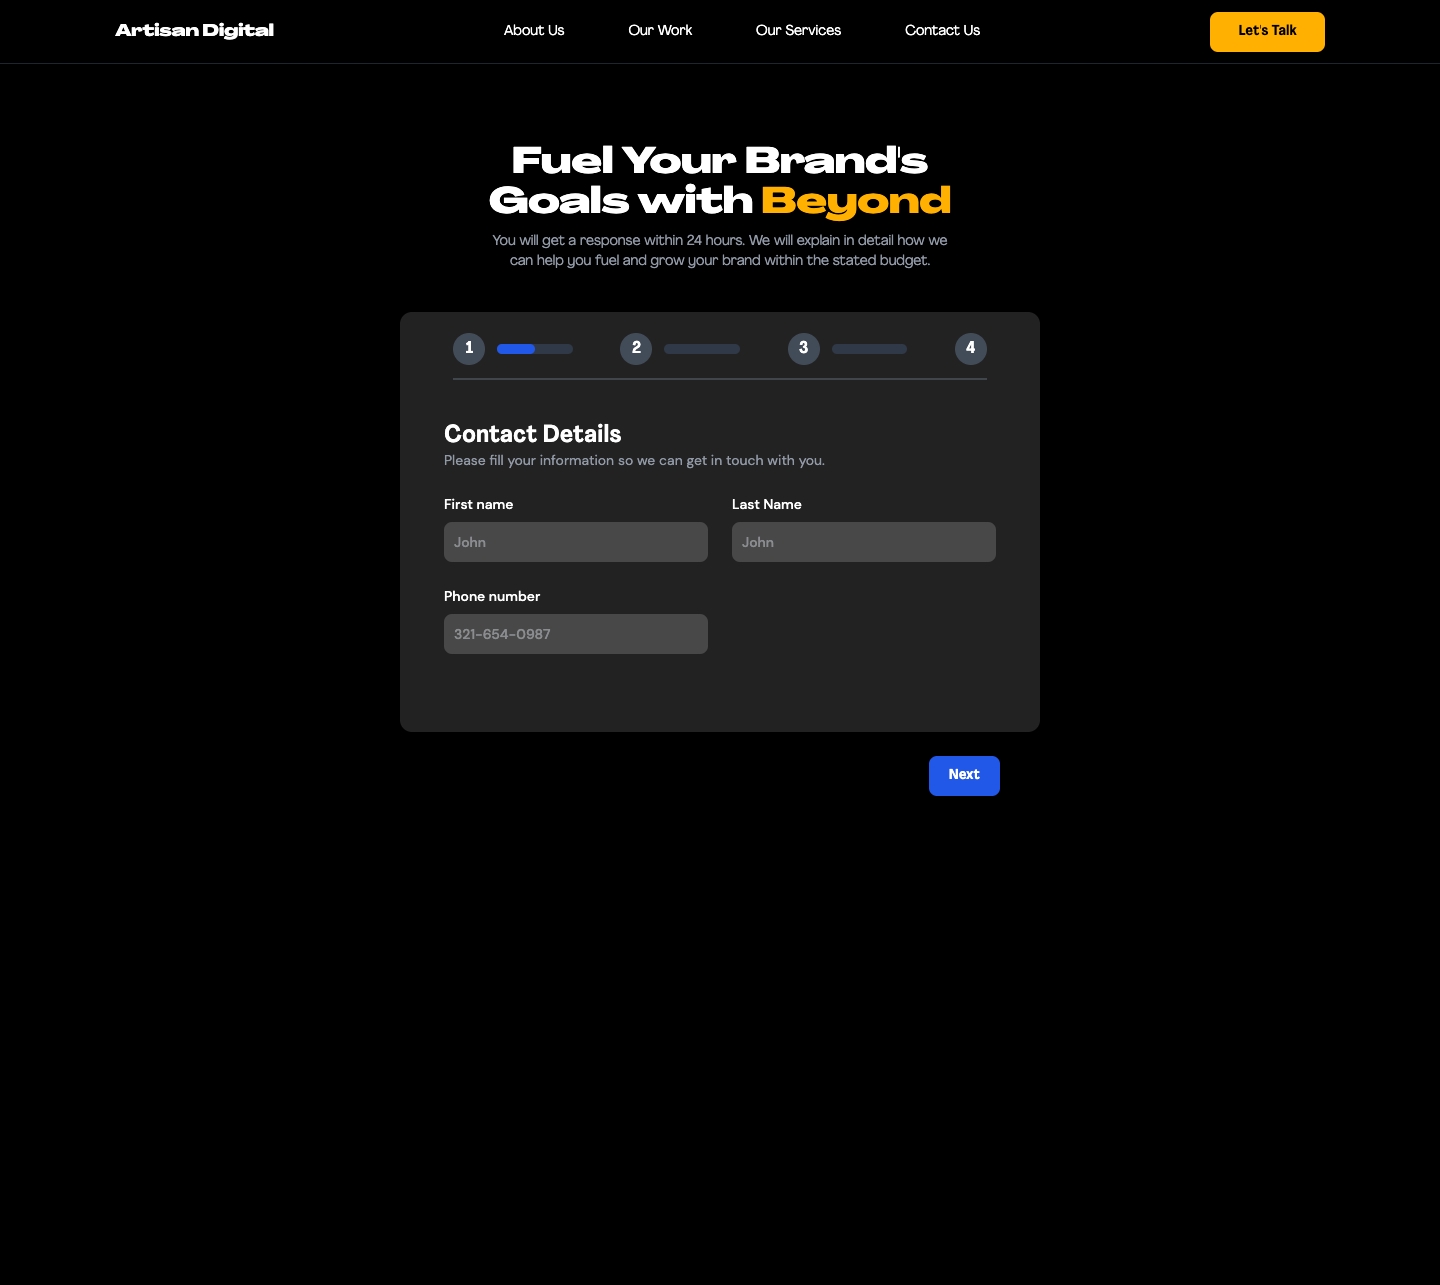 Artisan Digital
About Us
Our Work
Our Services
Contact Us
Let's Talk
Fuel Your Brand's
Goals with Beyond
You will get a response within 24 hours. We will explain in detail how we
can help you fuel and grow your brand within the stated budget.
1
2
3
4
Contact Details
Please fill your information so we can get in touch with you.
First name
Last Name
John
John
Phone number
321-654-0987
Next